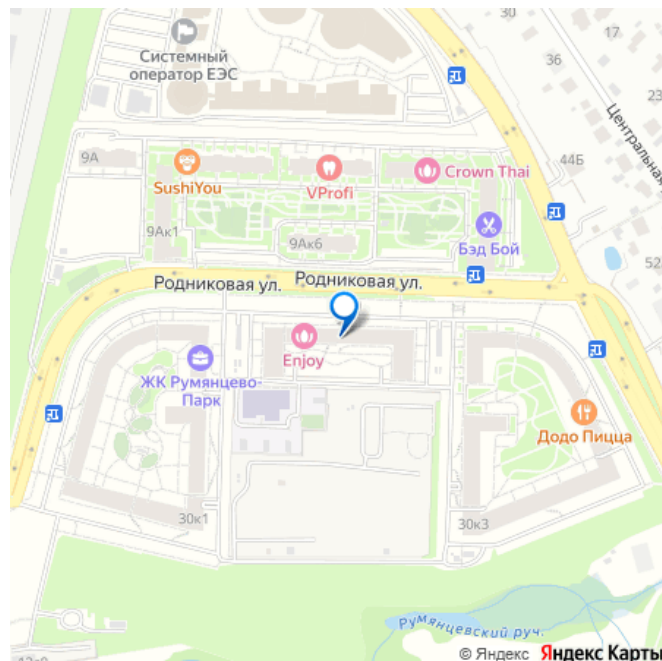 30
Системный
оператор ЕЭС
36
23
Центральная
9А
44Б
SushiYou
VProfi
Crown Thai
9Ак1
9Ак6
Бэд Бой
52
Родниковая ул.
Родниковая ул.
Enjoy
ЖК Румянцево-
Парк
Додо Пицца
30к1
30к3
Румянцевский руч.
© Яндекс Яндекс Карты